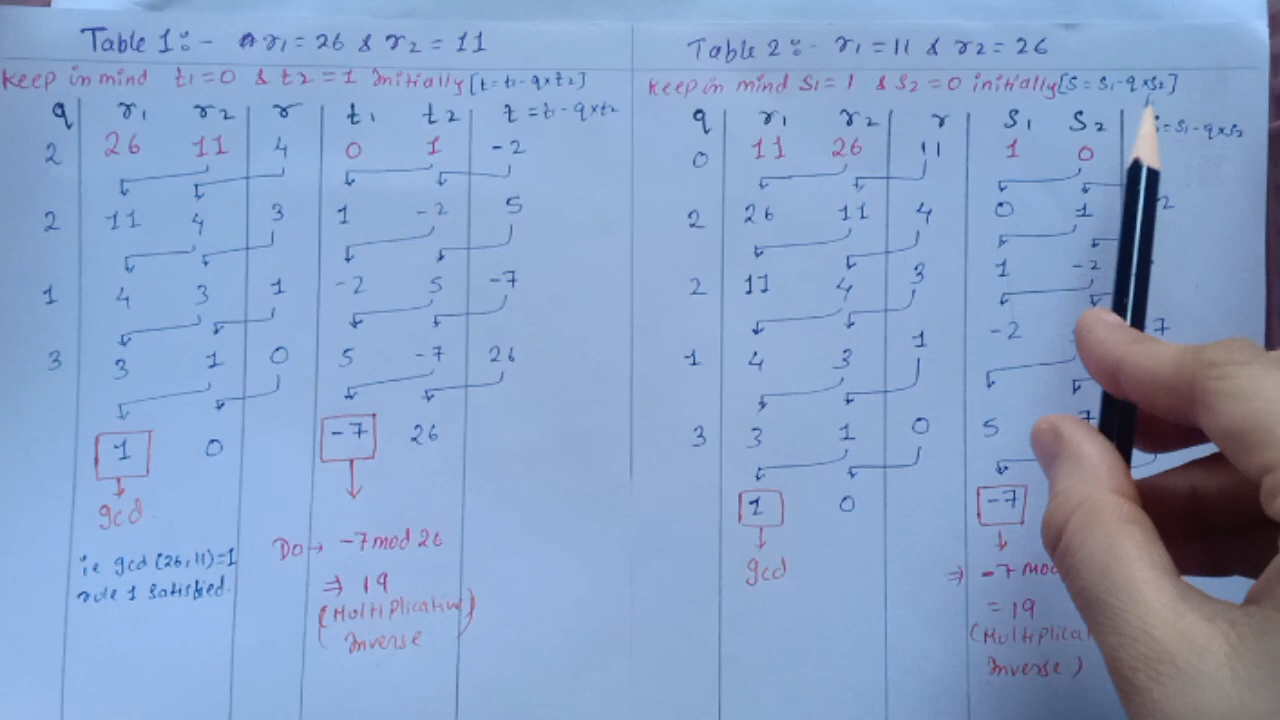 Table 1:- r1=26 & r2=11
Keep in mind t1=0 & t2=1 Initially [t=t1-q×t2]
q r1 r2 r t1 t2 t=t1-q×t2
2 26 11 4 0 1 -2
2 11 4 3 1 -2 5
1 4 3 1 -2 5 -7
3 3 1 0 5 -7 26
1 0 -7 26
gcd
ie gcd (26,11)=1
rule 1 satisfied.
Do → -7 mod 26
⇒ 19
(Multiplicative
Inverse)
Table 2:- r1=11 & r2=26
Keep in mind S1=1 & S2=0 initially [S=S1-q×S2]
q r1 r2 r S1 S2 =S1-q×S2
0 11 26 11 1 0
2 26 11 4 0 1
2 11 4 3 1 -2
1 4 3 1 -2
3 3 1 0 5
1 0 -7
gcd
⇒ -7
= 19
Inverse)